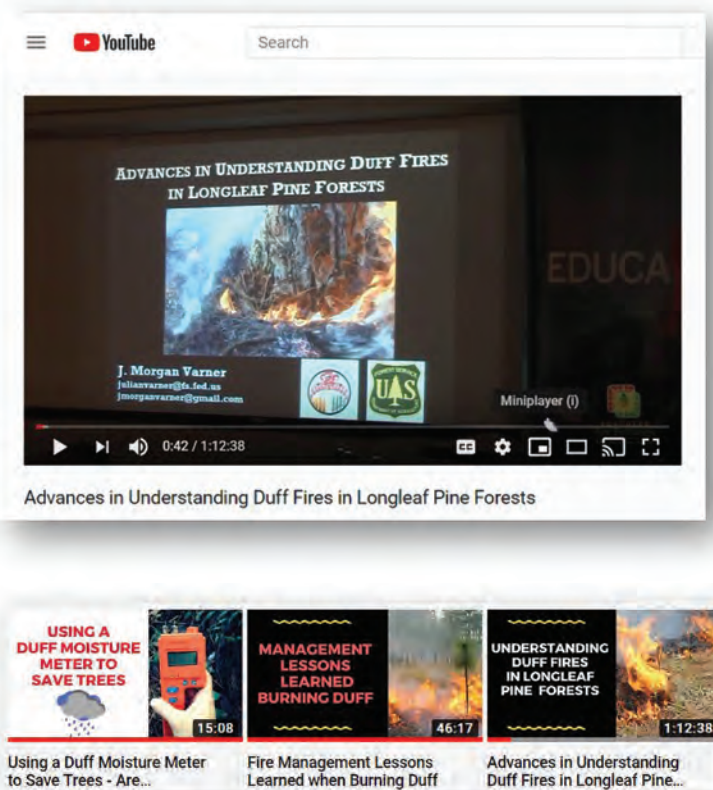 YouTube
Search
ADVANCES IN UNDERSTANDING DUFF FIRES
IN LONGLEAF PINE FORESTS
EDUCA
J. Morgan Varner
julianvarner@fs.fed.us
jmorganvarner@gmail.com
UAS
Miniplayer (i)
0:42 / 1:12:38
CC
Advances in Understanding Duff Fires in Longleaf Pine Forests
USING A
DUFF MOISTURE
METER TO
SAVE TREES
15:08
MANAGEMENT
LESSONS
LEARNED
BURNING DUFF
46:17
UNDERSTANDING
DUFF FIRES
IN LONGLEAF
PINE FORESTS
1:12:38
Using a Duff Moisture Meter
to Save Trees - Are...
Fire Management Lessons
Learned when Burning Duff
Advances in Understanding
Duff Fires in Longleaf Pine...